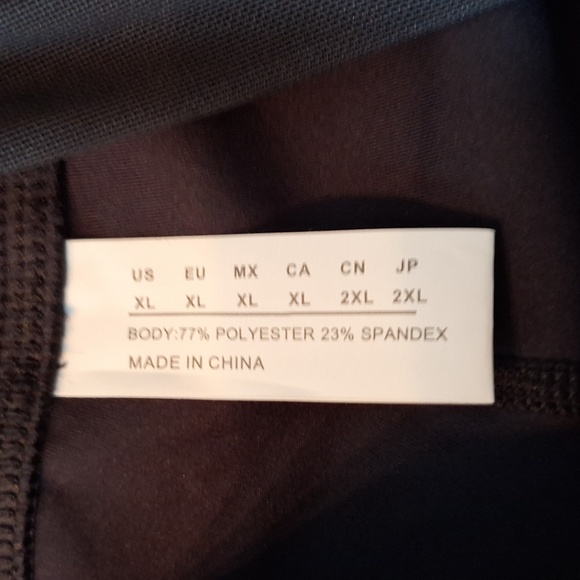 US EU MX CA CN JP
XL XL XL XL 2XL 2XL
BODY:77% POLYESTER 23% SPANDEX
MADE IN CHINA